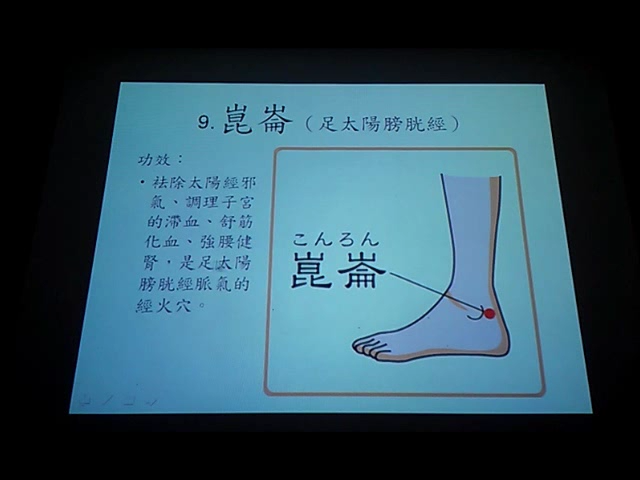 9. 崑崙（足太陽膀胱經）
功效：
・祛除太陽經邪
氣、調理子宮
的滯血、舒筋
化血、強腰健
腎，是足太陽
膀胱經脈氣的
經火穴。
こんろん
崑崙